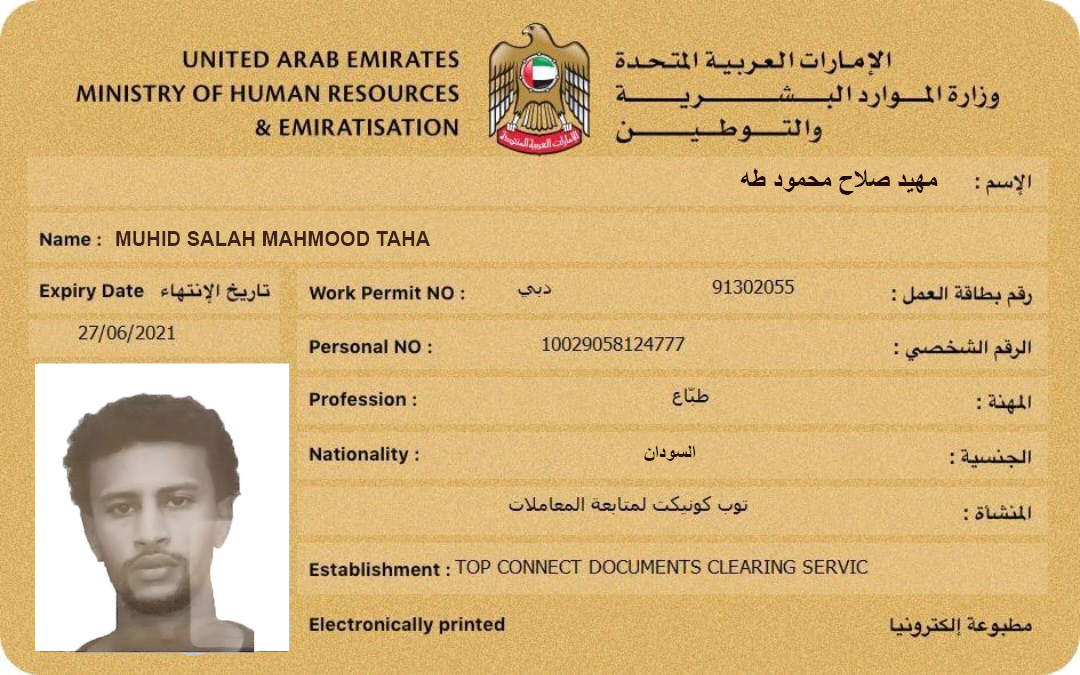 UNITED ARAB EMIRATES
MINISTRY OF HUMAN RESOURCES
& EMIRATISATION
الإمارات العربية المتحدة
وزارة الموارد البشرية
والتوطين
الإسم : مهيد صلاح محمود طه
Name : MUHID SALAH MAHMOOD TAHA
Expiry Date تاريخ الإنتهاء
27/06/2021
Work Permit NO : دبي 91302055 رقم بطاقة العمل :
Personal NO : 10029058124777 الرقم الشخصي :
Profession : طبّاع المهنة :
Nationality : السودان الجنسية :
توب كونيكت لمتابعة المعاملات المنشأة :
Establishment : TOP CONNECT DOCUMENTS CLEARING SERVIC
Electronically printed مطبوعة إلكترونيا